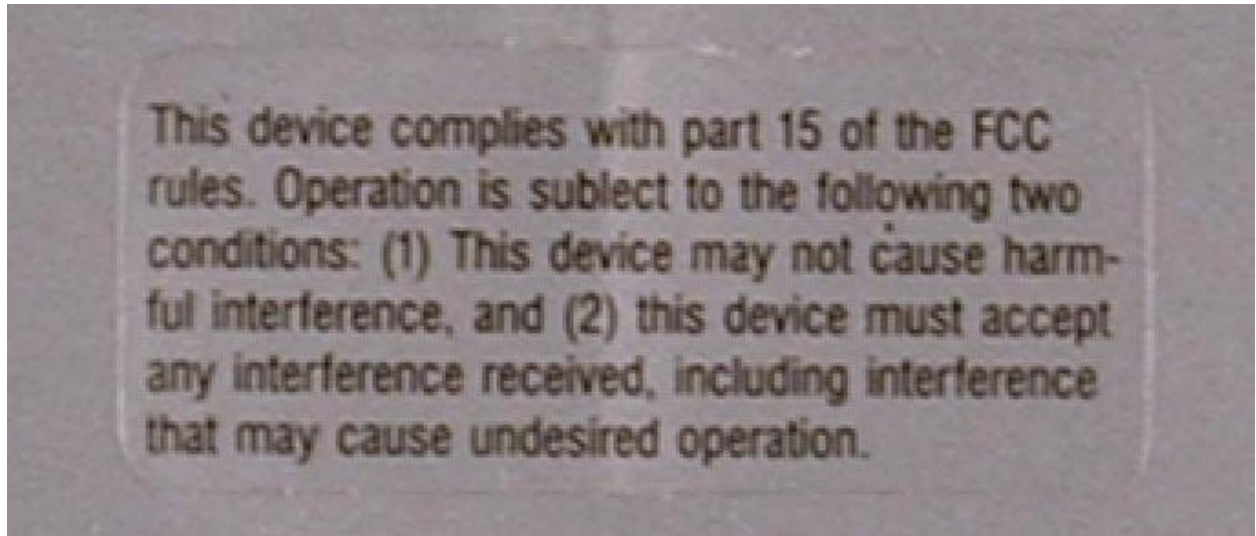 This device complies with part 15 of the FCC
rules. Operation is sublect to the following two
conditions: (1) This device may not cause harm-
ful interference, and (2) this device must accept
any interference received, including interference
that may cause undesired operation.